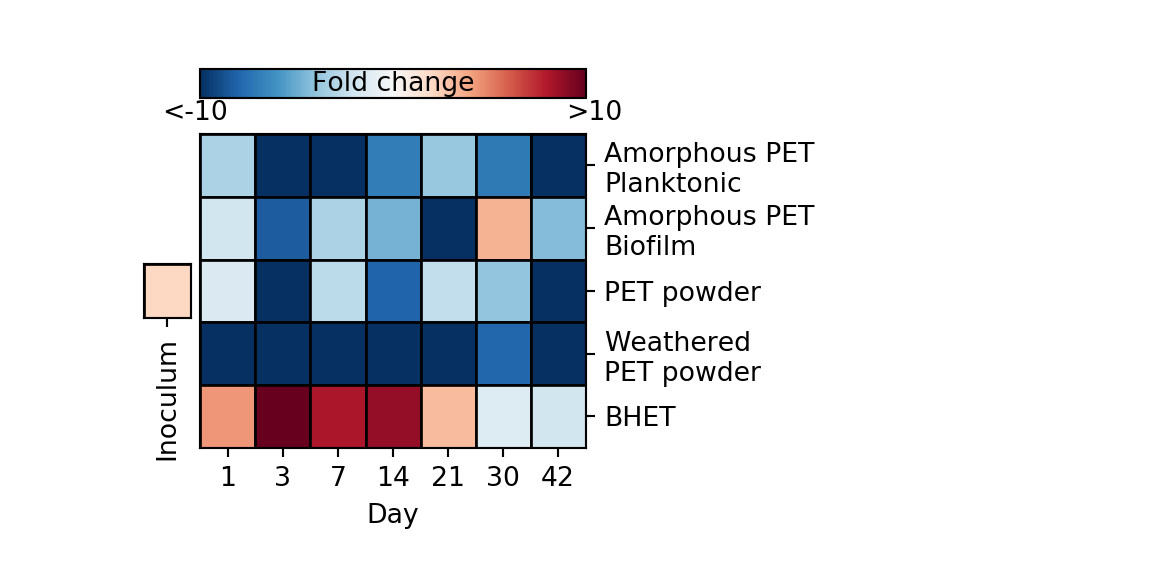 Fold change
<-10
>10
Amorphous PET
Planktonic
Amorphous PET
Biofilm
PET powder
Weathered
PET powder
BHET
Inoculum
1 3 7 14 21 30 42
Day